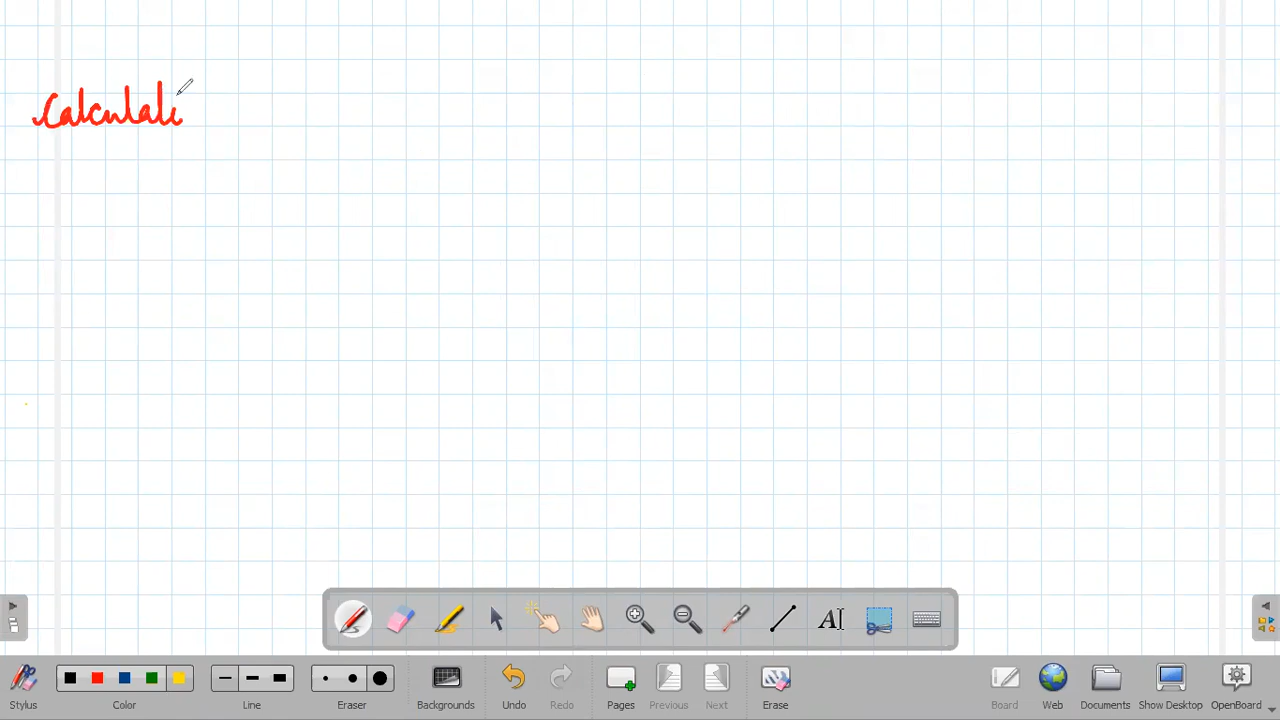 Calculati
Stylus
Color
Line
Eraser
Backgrounds
Undo
Redo
Pages
Previous
Next
Erase
Board
Web
Documents
Show Desktop
OpenBoard